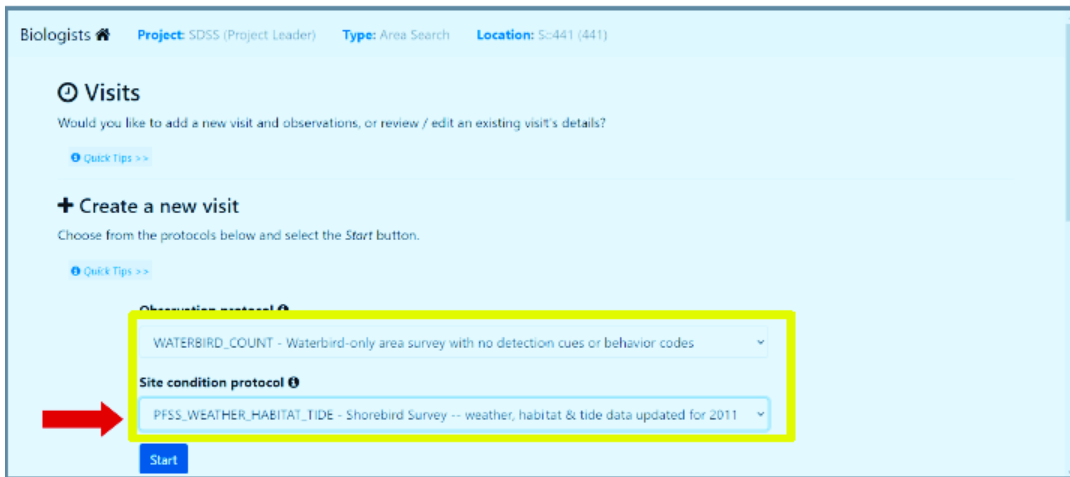 Biologists Project: SDSS (Project Leader) Type: Area Search Location: Sc441 (441)
Visits
Would you like to add a new visit and observations, or review / edit an existing visit's details?
Quick Tips >>
Create a new visit
Choose from the protocols below and select the Start button.
Quick Tips >>
Observation protocol
WATERBIRD_COUNT - Waterbird-only area survey with no detection cues or behavior codes
Site condition protocol
PFSS_WEATHER_HABITAT_TIDE - Shorebird Survey -- weather, habitat & tide data updated for 2011
Start